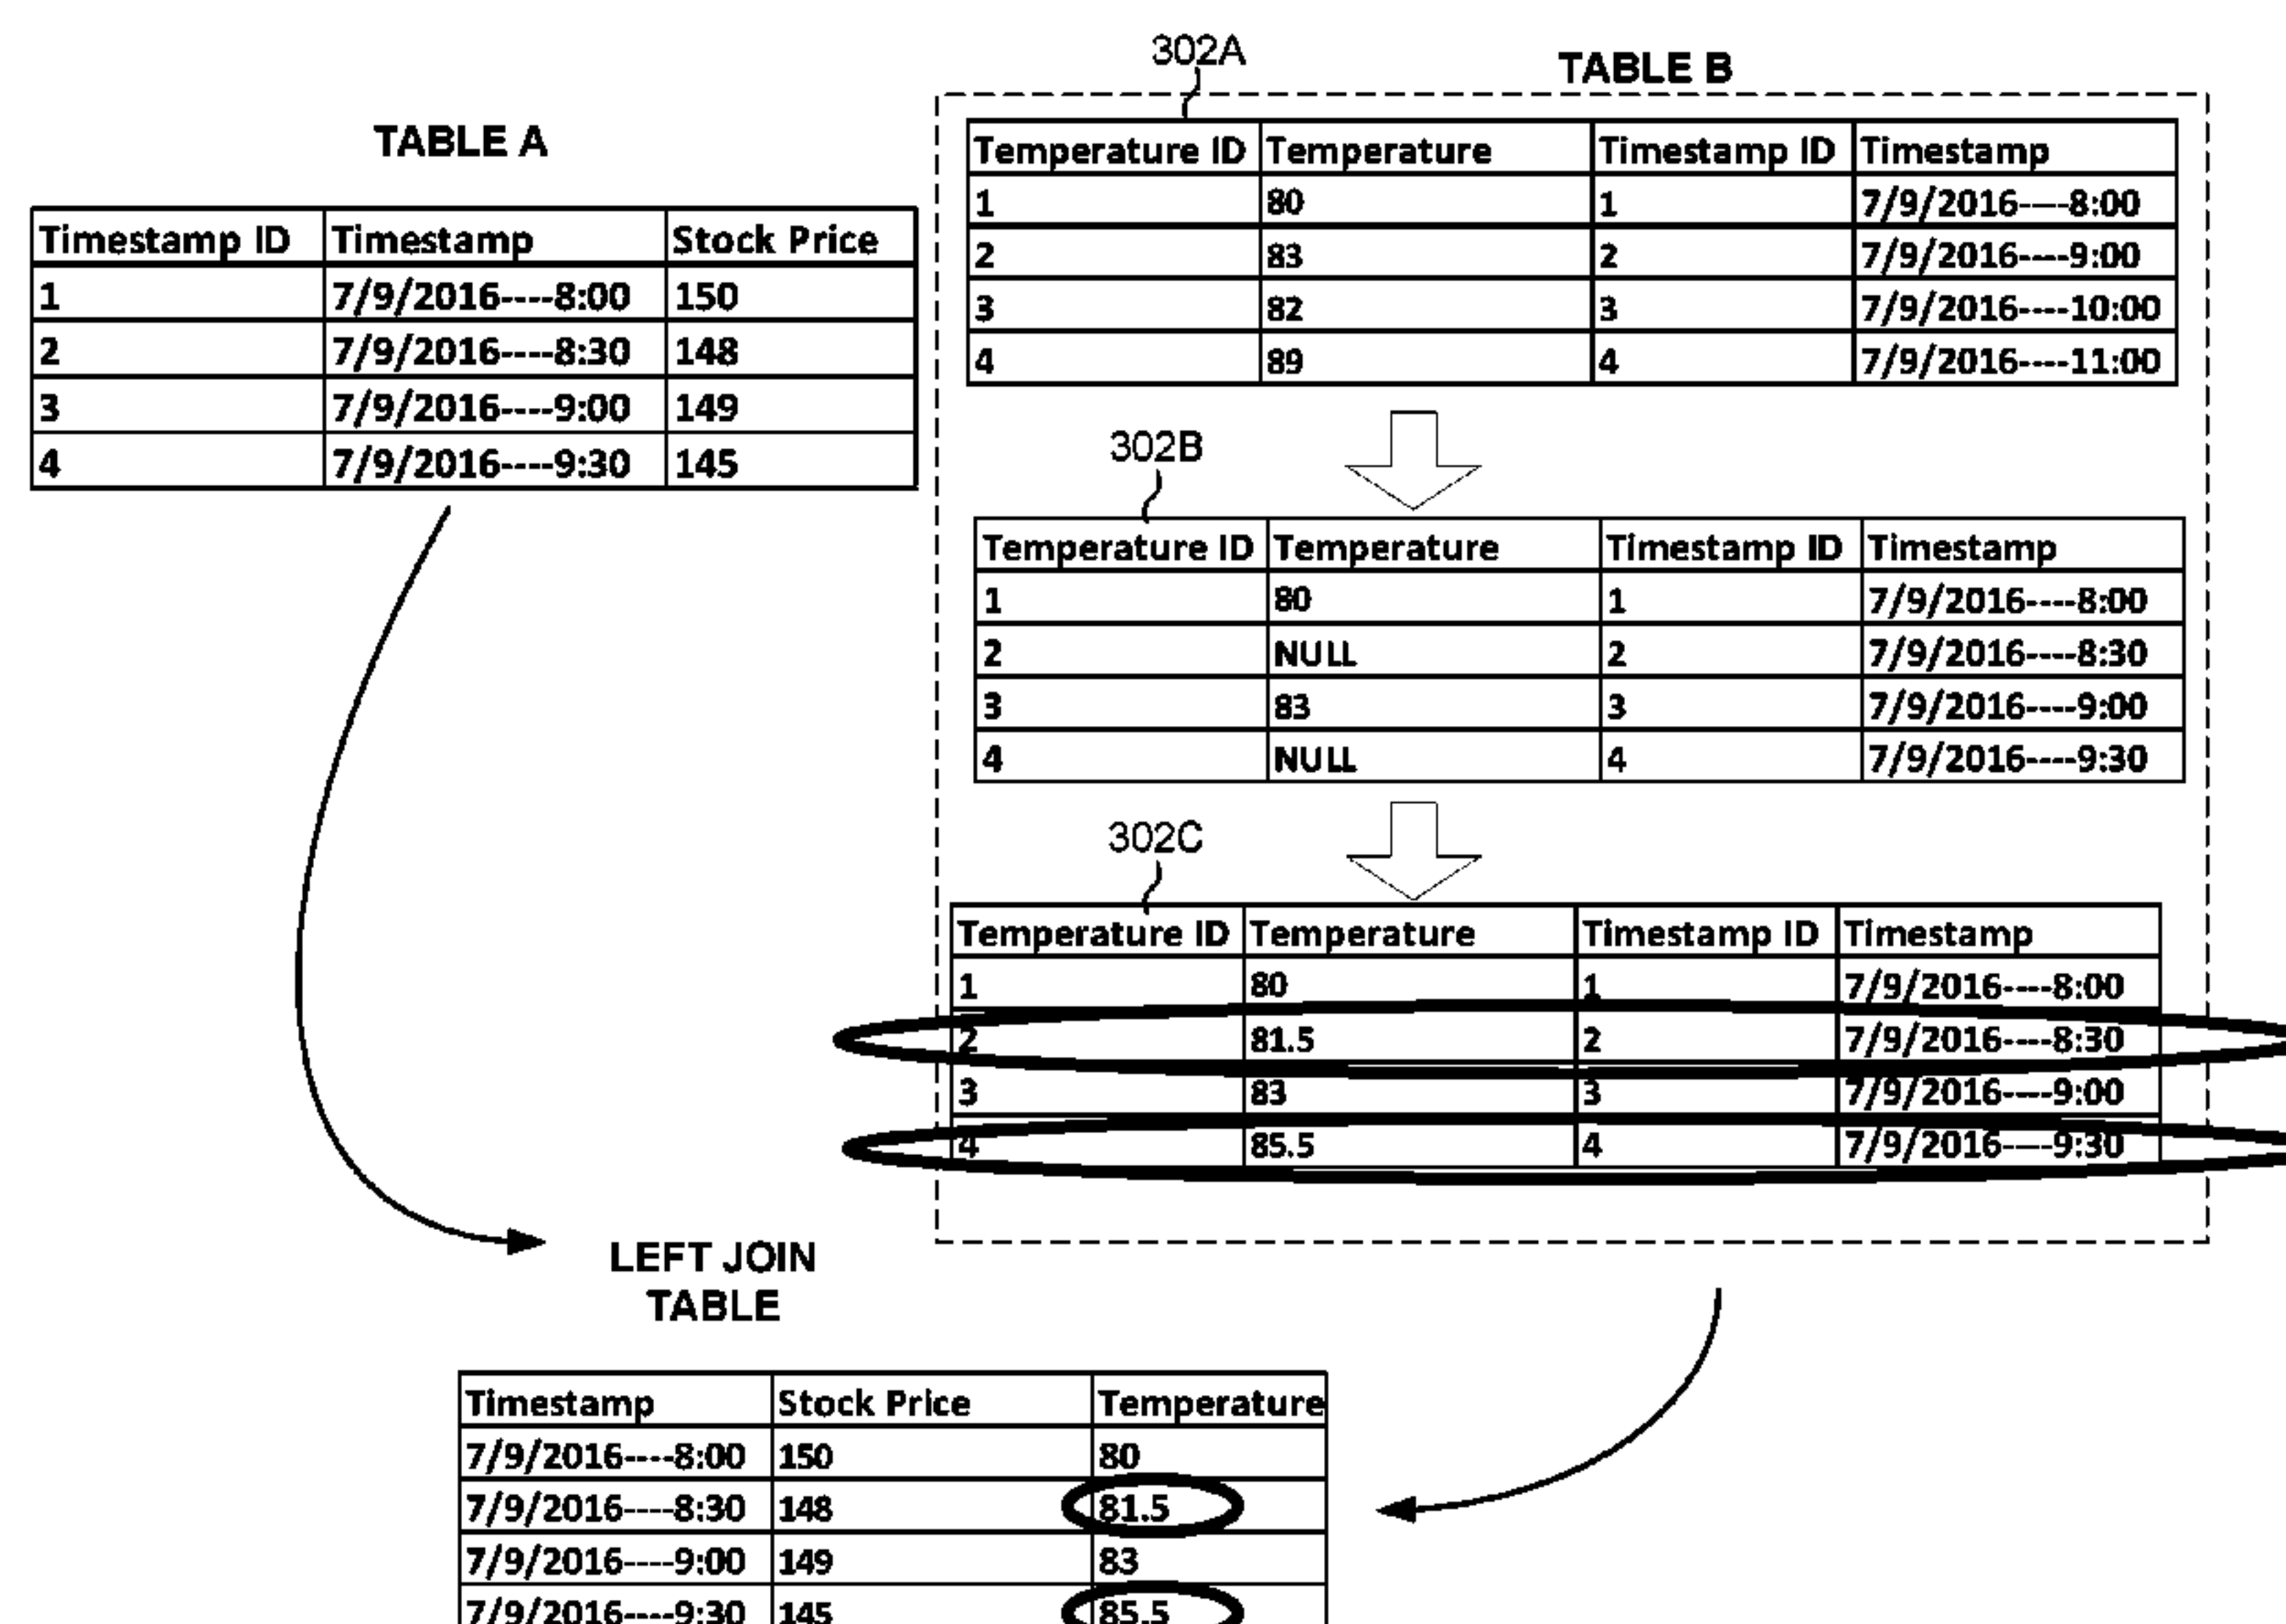 TABLE A
Timestamp ID Timestamp Stock Price
1 7/9/2016----8:00 150
2 7/9/2016----8:30 148
3 7/9/2016----9:00 149
4 7/9/2016----9:30 145
302A
TABLE B
Temperature ID Temperature Timestamp ID Timestamp
1 80 1 7/9/2016----8:00
2 83 2 7/9/2016----9:00
3 82 3 7/9/2016----10:00
4 89 4 7/9/2016----11:00
302B
Temperature ID Temperature Timestamp ID Timestamp
1 80 1 7/9/2016----8:00
2 NULL 2 7/9/2016----8:30
3 83 3 7/9/2016----9:00
4 NULL 4 7/9/2016----9:30
302C
Temperature ID Temperature Timestamp ID Timestamp
1 80 1 7/9/2016----8:00
2 81.5 2 7/9/2016----8:30
3 83 3 7/9/2016----9:00
4 85.5 4 7/9/2016----9:30
LEFT JOIN
TABLE
Timestamp Stock Price Temperature
7/9/2016----8:00 150 80
7/9/2016----8:30 148 81.5
7/9/2016----9:00 149 83
7/9/2016----9:30 145 85.5